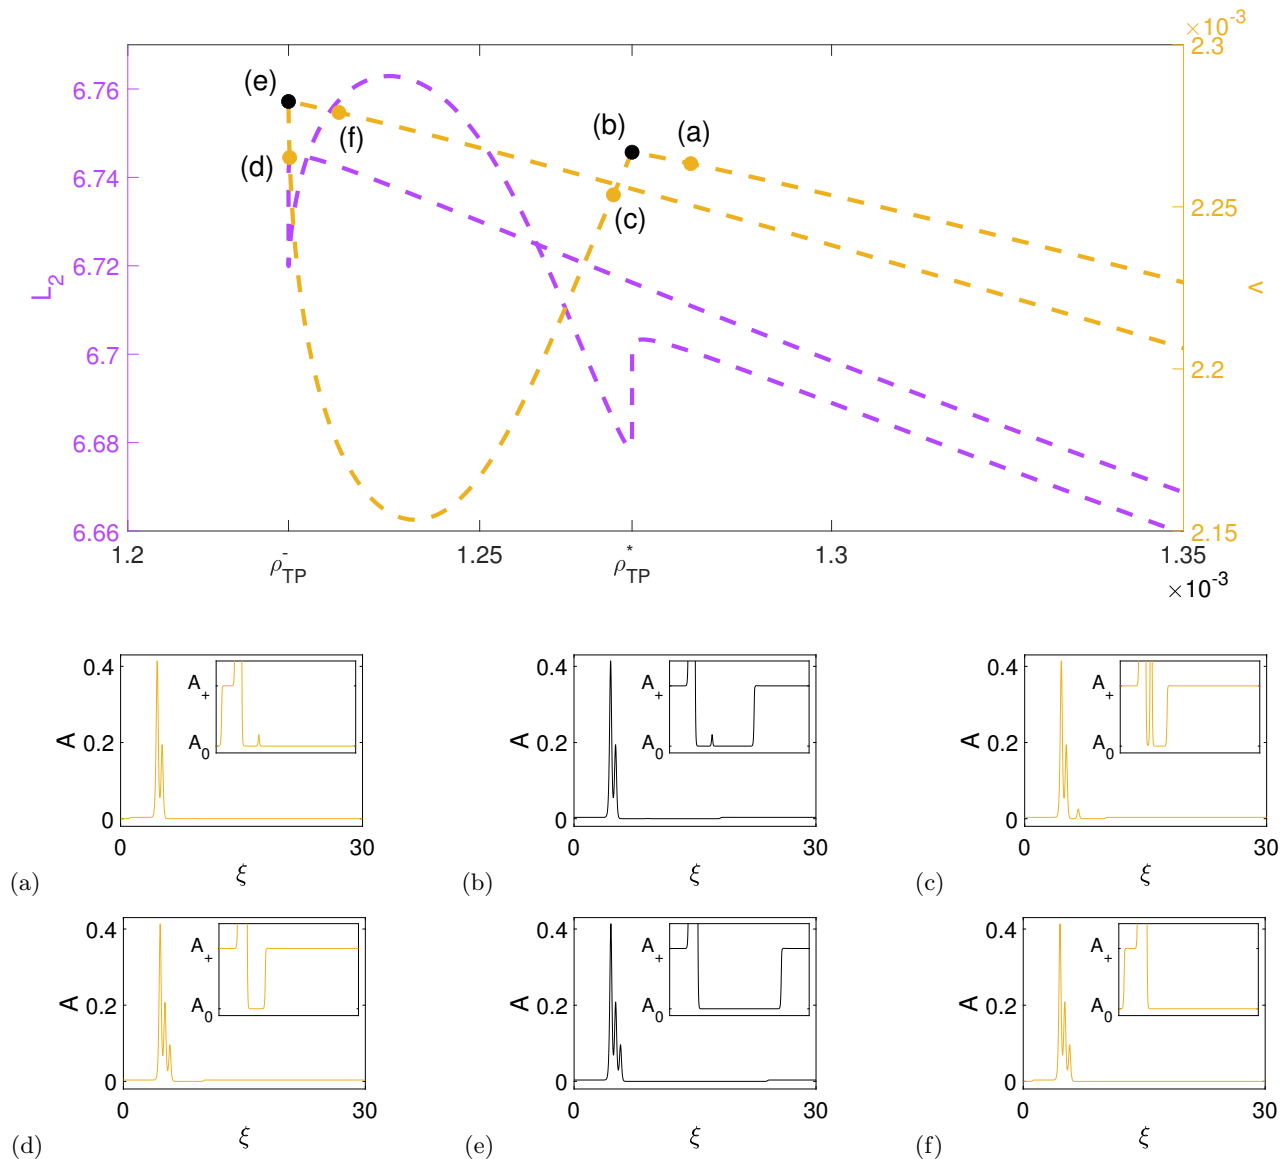 ×10⁻³
2.3
2.25
2.2
2.15
v
6.76
6.74
6.72
6.7
6.68
6.66
L₂
(e)
(f)
(d)
(b)
(a)
(c)
1.2
1.25
1.3
1.35
ρ⁻_TP
ρ*_TP
×10⁻³
0.4
0.2
0
A
A₊
A₀
0
30
ξ
(a)
0.4
0.2
0
A
A₊
A₀
0
30
ξ
(b)
0.4
0.2
0
A
A₊
A₀
0
30
ξ
(c)
0.4
0.2
0
A
A₊
A₀
0
30
ξ
(d)
0.4
0.2
0
A
A₊
A₀
0
30
ξ
(e)
0.4
0.2
0
A
A₊
A₀
0
30
ξ
(f)